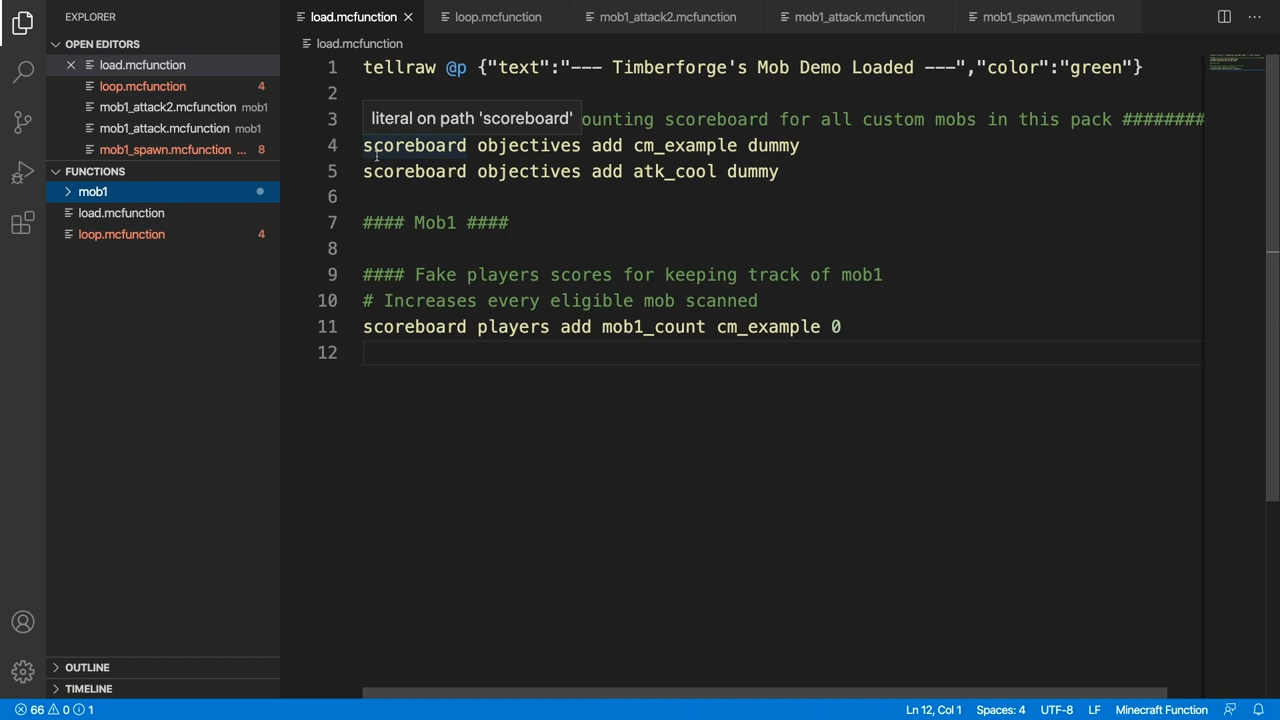 EXPLORER
OPEN EDITORS
load.mcfunction
loop.mcfunction 4
mob1_attack2.mcfunction mob1
mob1_attack.mcfunction mob1
mob1_spawn.mcfunction ... 8
FUNCTIONS
mob1
load.mcfunction
loop.mcfunction 4
OUTLINE
TIMELINE
load.mcfunction loop.mcfunction mob1_attack2.mcfunction mob1_attack.mcfunction mob1_spawn.mcfunction
load.mcfunction
1 tellraw @p {"text":"--- Timberforge's Mob Demo Loaded ---","color":"green"}
2
literal on path 'scoreboard'
3 ounting scoreboard for all custom mobs in this pack ########
4 scoreboard objectives add cm_example dummy
5 scoreboard objectives add atk_cool dummy
6
7 #### Mob1 ####
8
9 #### Fake players scores for keeping track of mob1
10 # Increases every eligible mob scanned
11 scoreboard players add mob1_count cm_example 0
12
66 0 1 Ln 12, Col 1 Spaces: 4 UTF-8 LF Minecraft Function